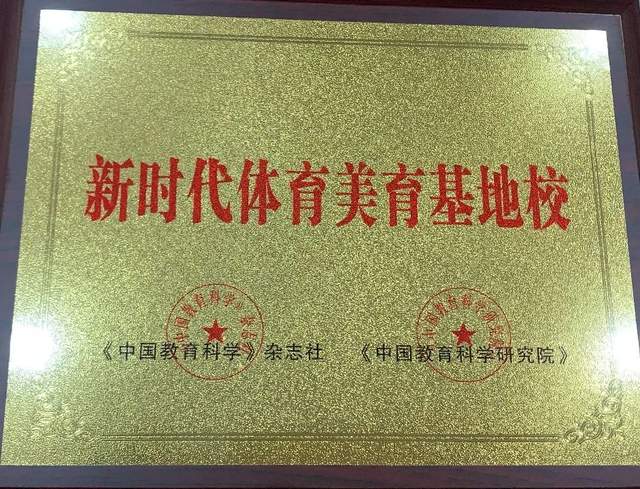 新时代体育美育基地校
《中国教育科学》杂志社 《中国教育科学研究院》